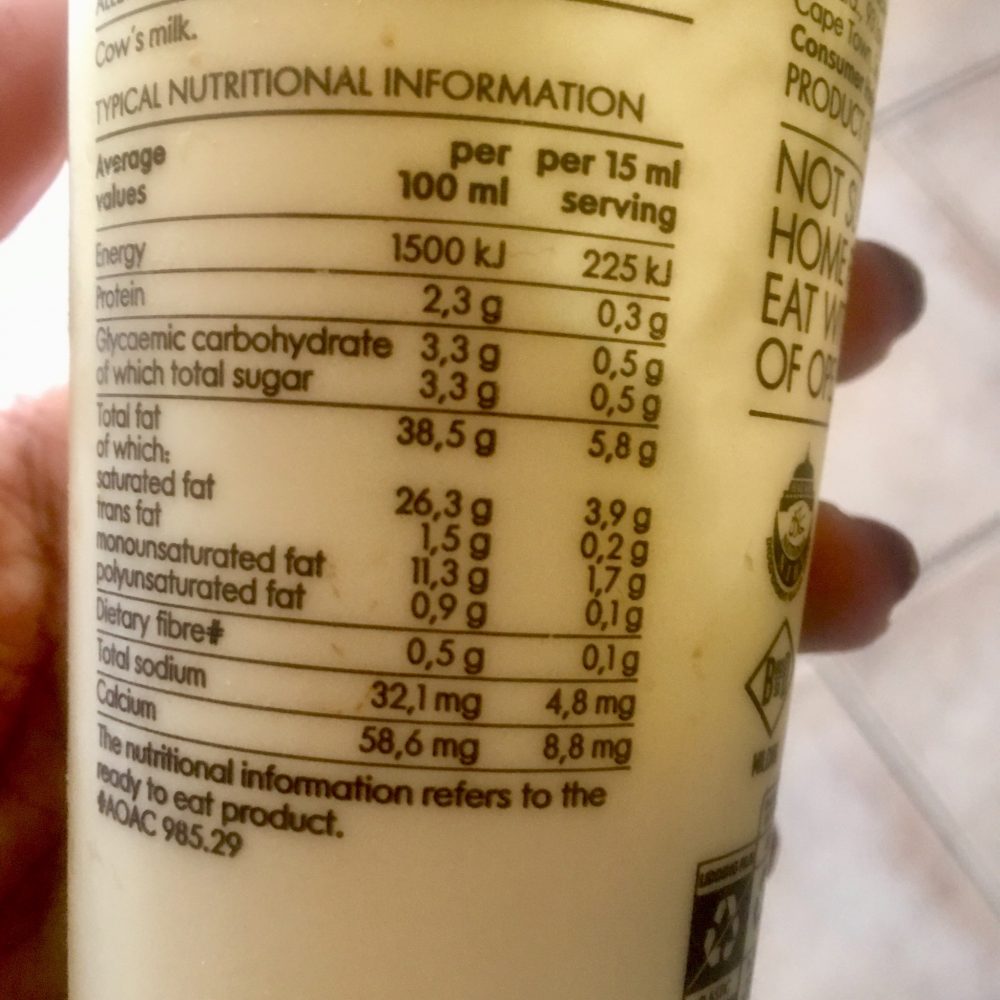 Cow's milk.
TYPICAL NUTRITIONAL INFORMATION
Average values per 100 ml per 15 ml serving
Energy 1500 kJ 225 kJ
Protein 2,3 g 0,3 g
Glycaemic carbohydrate 3,3 g 0,5 g
of which total sugar 3,3 g 0,5 g
Total fat 38,5 g 5,8 g
of which:
saturated fat 26,3 g 3,9 g
trans fat 1,5 g 0,2 g
monounsaturated fat 11,3 g 1,7 g
polyunsaturated fat 0,9 g 0,1 g
Dietary fibre# 0,5 g 0,1 g
Total sodium 32,1 mg 4,8 mg
Calcium 58,6 mg 8,8 mg
The nutritional information refers to the
ready to eat product.
#AOAC 985.29
Cape Town
Consumer
PRODUCT
NOT
HOME
EAT
OF